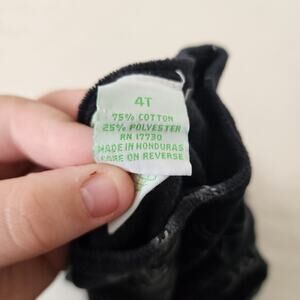 4T
75% COTTON
25% POLYESTER
RN 17730
MADE IN HONDURAS
CARE ON REVERSE